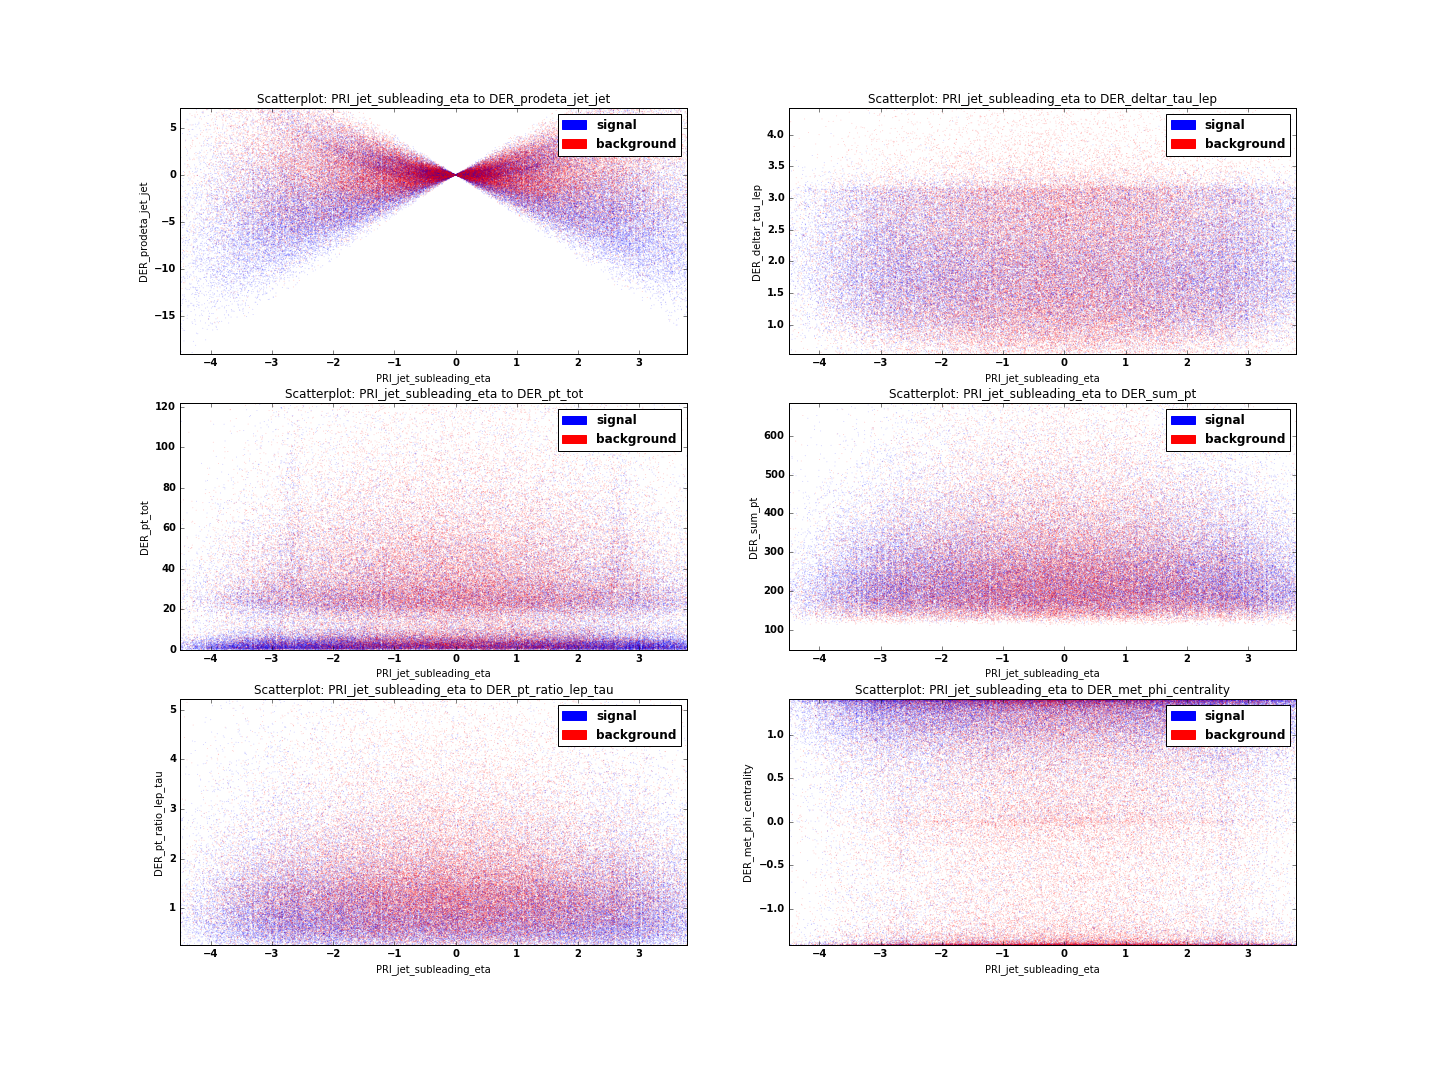 Scatterplot: PRI_jet_subleading_eta to DER_prodeta_jet_jet
signal
background
5
0
−5
−10
−15
DER_prodeta_jet_jet
−4 −3 −2 −1 0 1 2 3
PRI_jet_subleading_eta
Scatterplot: PRI_jet_subleading_eta to DER_deltar_tau_lep
signal
background
4.0
3.5
3.0
2.5
2.0
1.5
1.0
DER_deltar_tau_lep
−4 −3 −2 −1 0 1 2 3
PRI_jet_subleading_eta
Scatterplot: PRI_jet_subleading_eta to DER_pt_tot
signal
background
120
100
80
60
40
20
0
DER_pt_tot
−4 −3 −2 −1 0 1 2 3
PRI_jet_subleading_eta
Scatterplot: PRI_jet_subleading_eta to DER_sum_pt
signal
background
600
500
400
300
200
100
DER_sum_pt
−4 −3 −2 −1 0 1 2 3
PRI_jet_subleading_eta
Scatterplot: PRI_jet_subleading_eta to DER_pt_ratio_lep_tau
signal
background
5
4
3
2
1
DER_pt_ratio_lep_tau
−4 −3 −2 −1 0 1 2 3
PRI_jet_subleading_eta
Scatterplot: PRI_jet_subleading_eta to DER_met_phi_centrality
signal
background
1.0
0.5
0.0
−0.5
−1.0
DER_met_phi_centrality
−4 −3 −2 −1 0 1 2 3
PRI_jet_subleading_eta